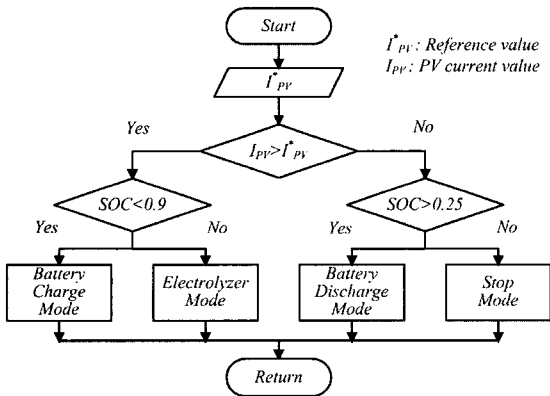 Start
I*PV : Reference value
IPV : PV current value
I*PV
Yes
No
IPV>I*PV
SOC<0.9
SOC>0.25
Yes
No
Yes
No
Battery
Charge
Mode
Electrolyzer
Mode
Battery
Discharge
Mode
Stop
Mode
Return